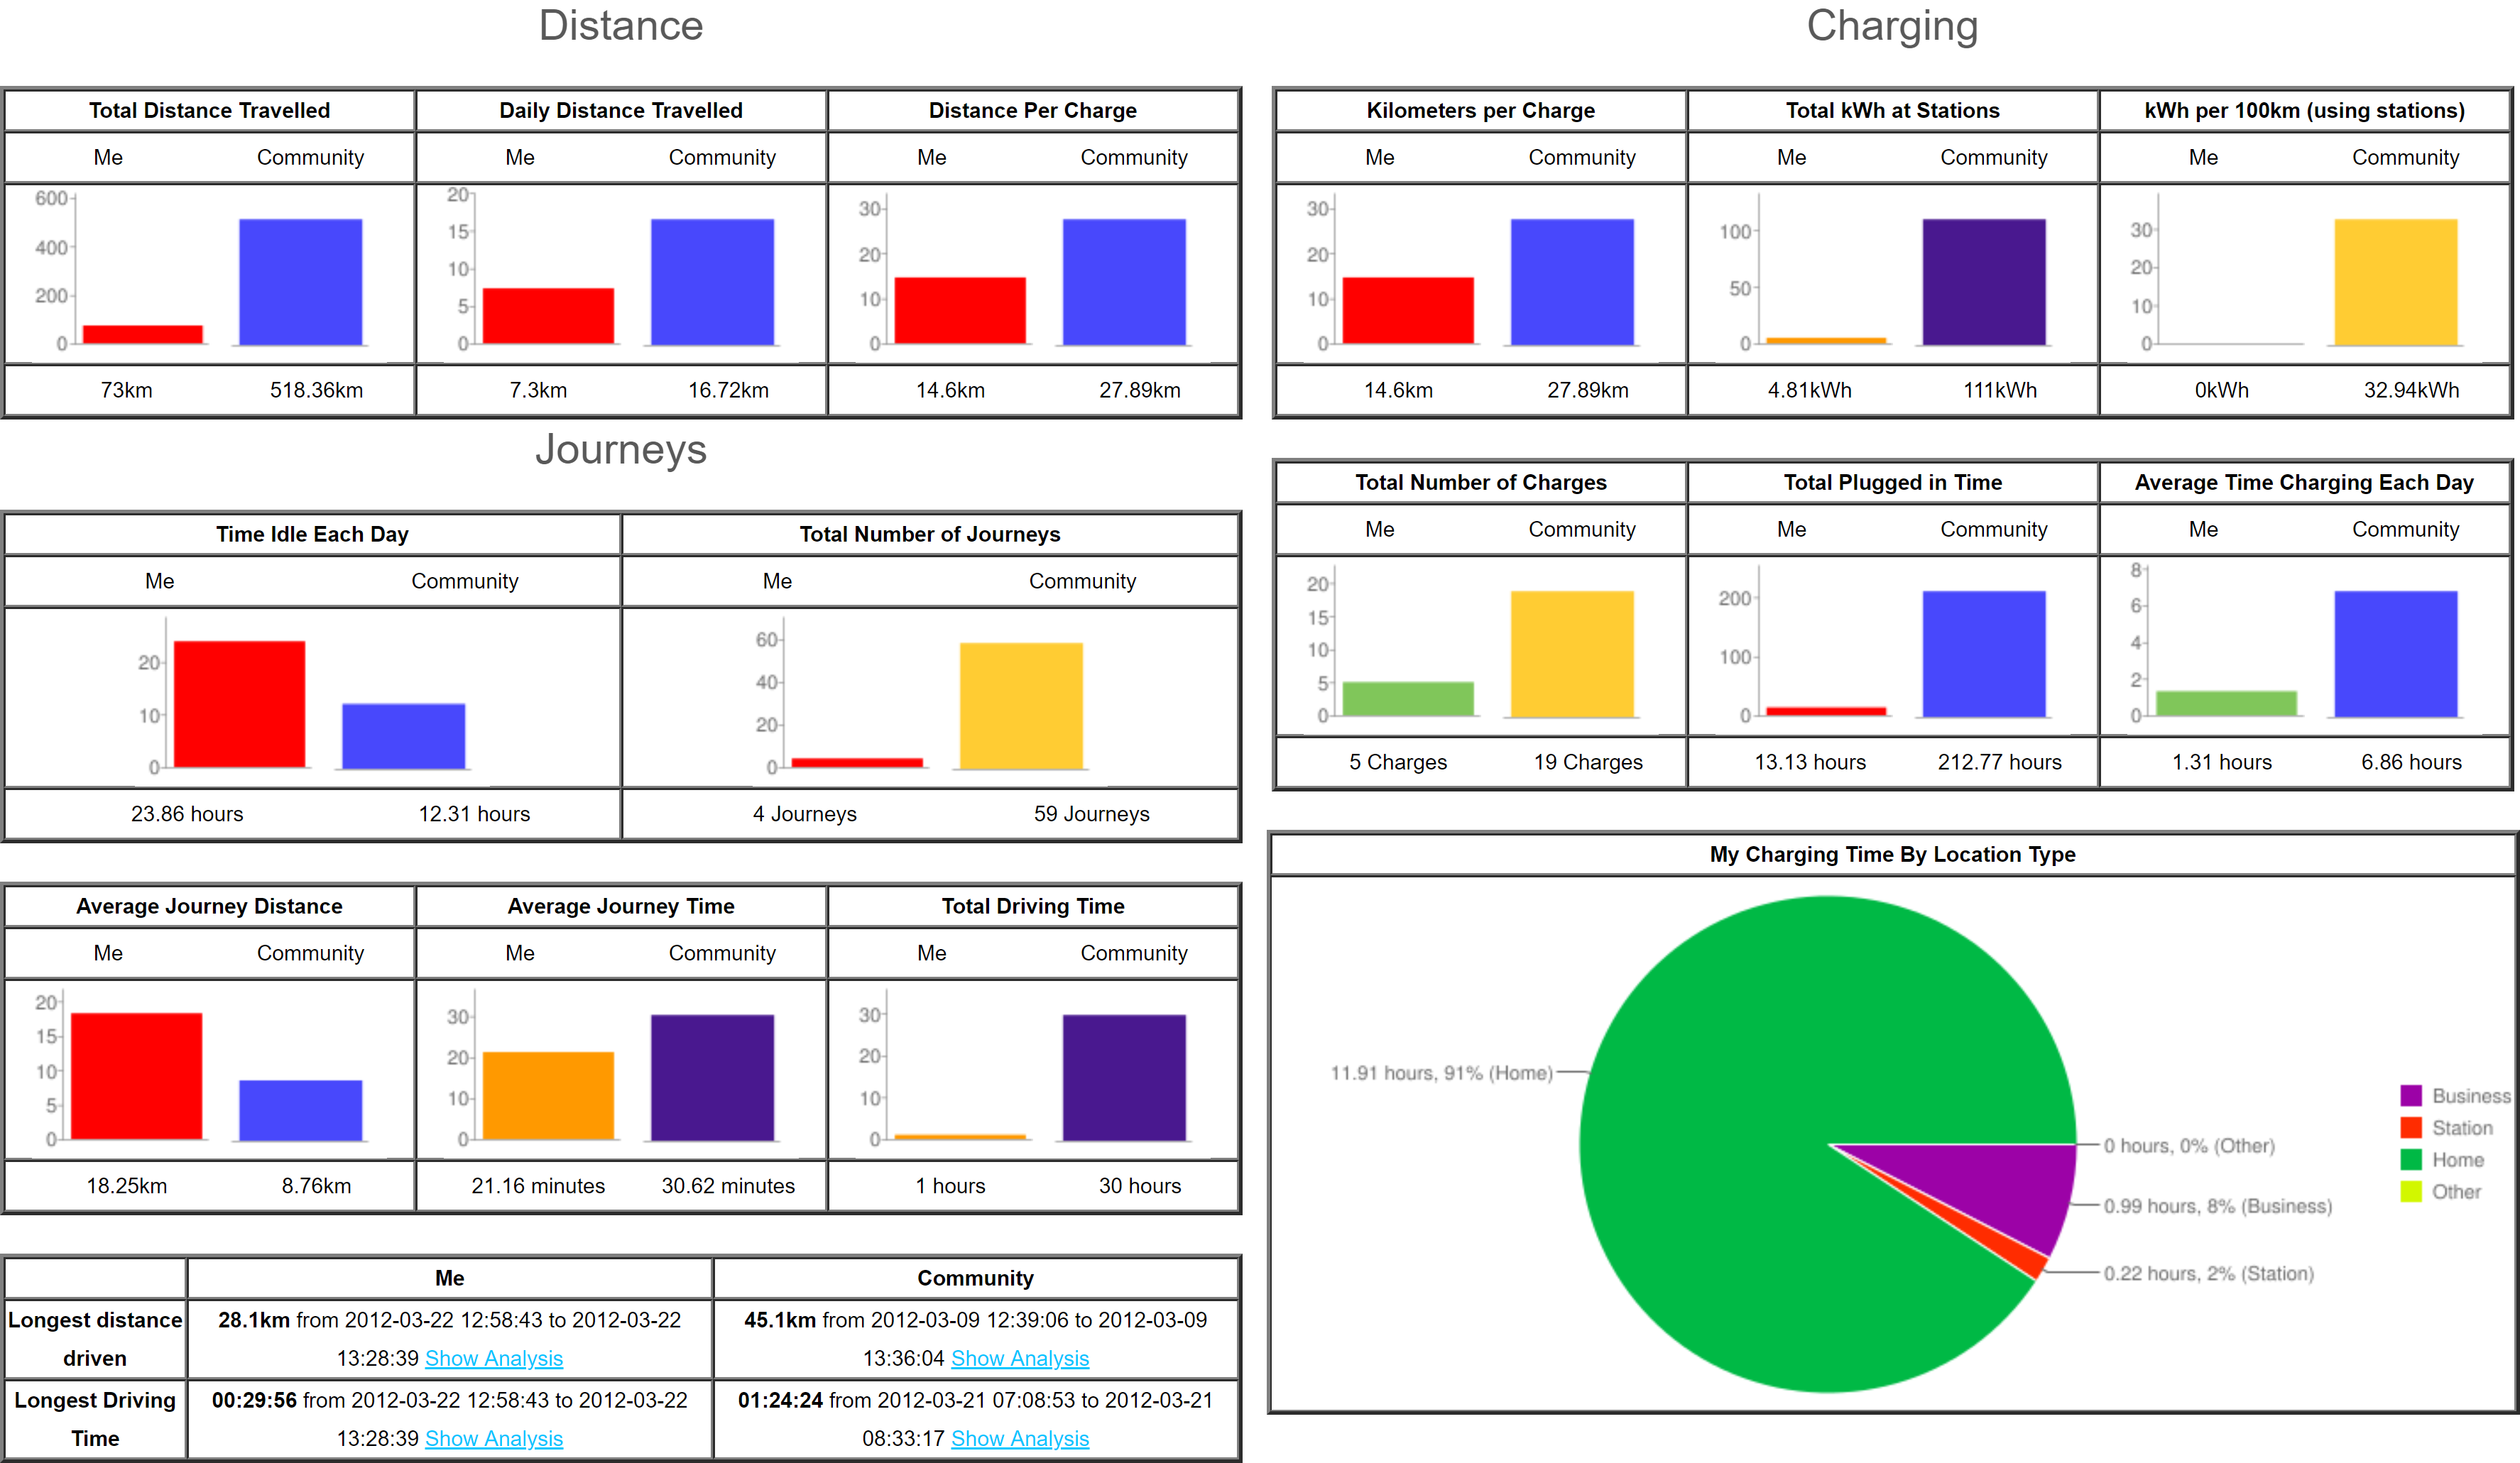 Distance
Total Distance Travelled
Daily Distance Travelled
Distance Per Charge
Me Community
Me Community
Me Community
600
400
200
0
20
15
10
5
0
30
20
10
0
73km 518.36km
7.3km 16.72km
14.6km 27.89km
Journeys
Time Idle Each Day
Total Number of Journeys
Me Community
Me Community
20
10
0
60
40
20
0
23.86 hours 12.31 hours
4 Journeys 59 Journeys
Average Journey Distance
Average Journey Time
Total Driving Time
Me Community
Me Community
Me Community
20
15
10
5
0
30
20
10
0
30
20
10
0
18.25km 8.76km
21.16 minutes 30.62 minutes
1 hours 30 hours
Me
Community
Longest distance
driven
28.1km from 2012-03-22 12:58:43 to 2012-03-22
13:28:39 Show Analysis
45.1km from 2012-03-09 12:39:06 to 2012-03-09
13:36:04 Show Analysis
Longest Driving
Time
00:29:56 from 2012-03-22 12:58:43 to 2012-03-22
13:28:39 Show Analysis
01:24:24 from 2012-03-21 07:08:53 to 2012-03-21
08:33:17 Show Analysis
Charging
Kilometers per Charge
Total kWh at Stations
kWh per 100km (using stations)
Me Community
Me Community
Me Community
30
20
10
0
100
50
0
30
20
10
0
14.6km 27.89km
4.81kWh 111kWh
0kWh 32.94kWh
Total Number of Charges
Total Plugged in Time
Average Time Charging Each Day
Me Community
Me Community
Me Community
20
15
10
5
0
200
100
0
8
6
4
2
0
5 Charges 19 Charges
13.13 hours 212.77 hours
1.31 hours 6.86 hours
My Charging Time By Location Type
11.91 hours, 91% (Home)
0 hours, 0% (Other)
0.99 hours, 8% (Business)
0.22 hours, 2% (Station)
Business
Station
Home
Other